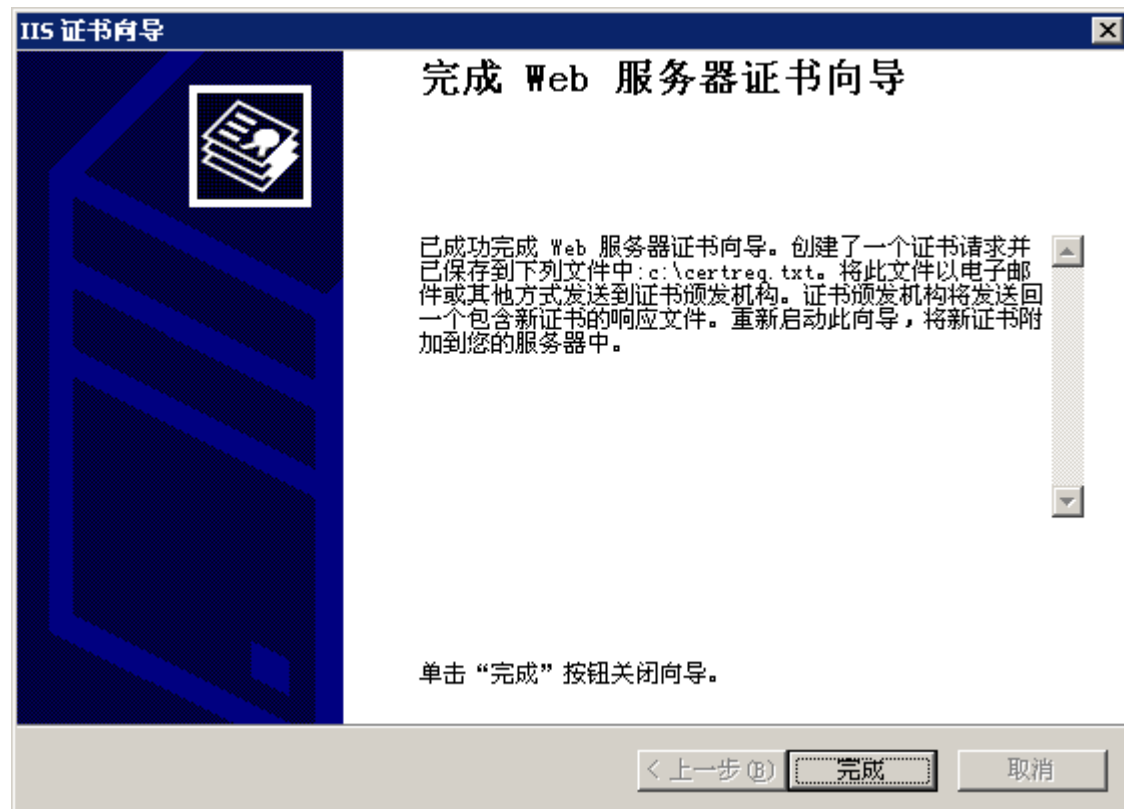 IIS 证书向导
完成 Web 服务器证书向导
已成功完成 Web 服务器证书向导。创建了一个证书请求并
已保存到下列文件中:c:\certreq.txt。将此文件以电子邮
件或其他方式发送到证书颁发机构。证书颁发机构将发送回
一个包含新证书的响应文件。重新启动此向导,将新证书附
加到您的服务器中。
单击“完成”按钮关闭向导。
< 上一步(B) 完成 取消